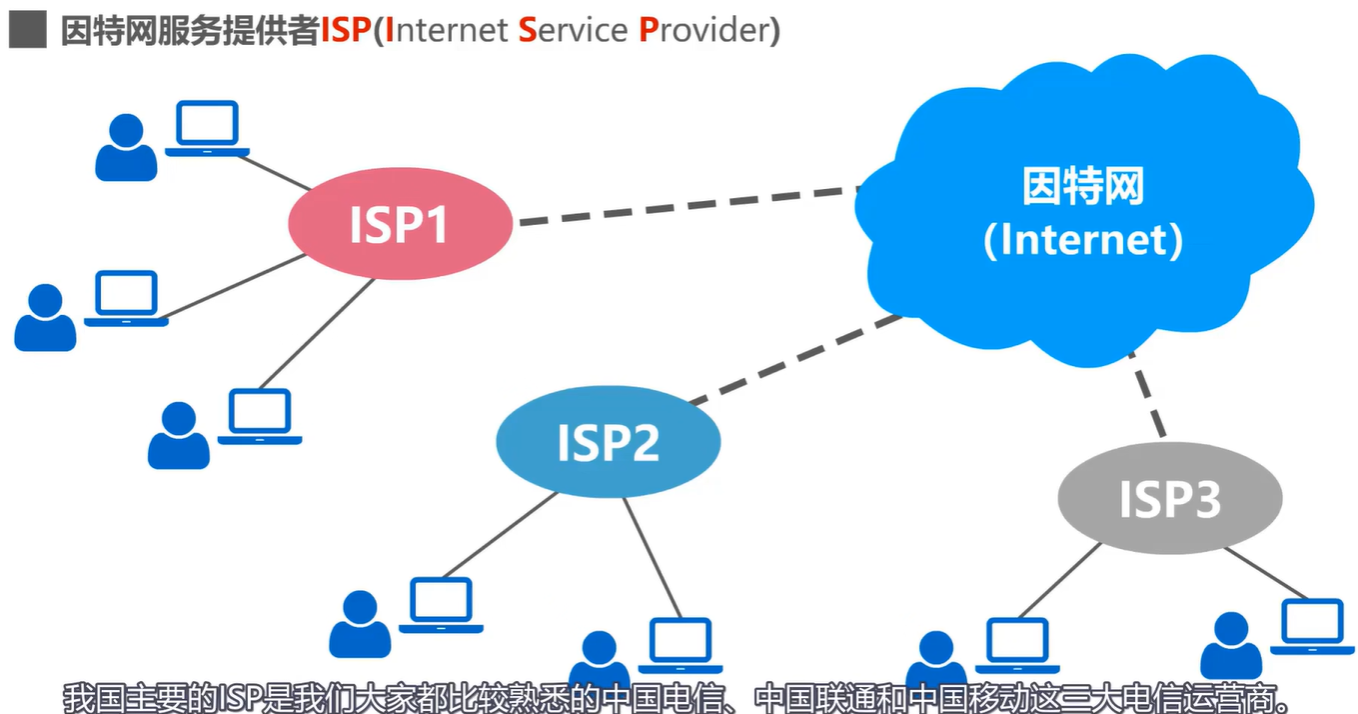 因特网服务提供者ISP(Internet Service Provider)
因特网
(Internet)
ISP1
ISP2
ISP3
我国主要的ISP是我们大家都比较熟悉的中国电信、中国联通和中国移动这三大电信运营商。